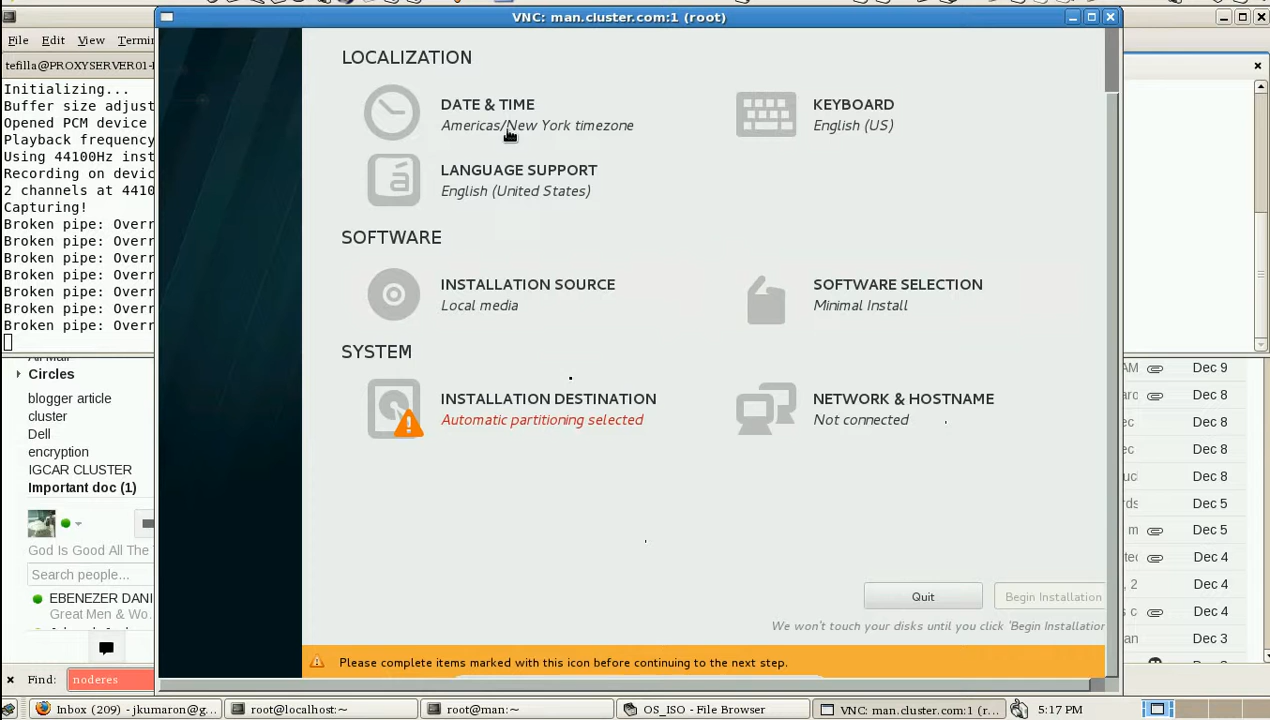 VNC: man.cluster.com:1 (root)
File Edit View Termin
tefilla@PROXYSERVER01-
Initializing...
Buffer size adjust
Opened PCM device
Playback frequency
Using 44100Hz inst
Recording on devic
2 channels at 4410
Capturing!
Broken pipe: Overr
Broken pipe: Overr
Broken pipe: Overr
Broken pipe: Overr
Broken pipe: Overr
Broken pipe: Overr
Broken pipe: Overr
Circles
blogger article
cluster
Dell
encryption
IGCAR CLUSTER
Important doc (1)
God Is Good All The
Search people...
EBENEZER DANI
Great Men & Wo.
Find: noderes
LOCALIZATION
DATE & TIME
Americas/New York timezone
KEYBOARD
English (US)
LANGUAGE SUPPORT
English (United States)
SOFTWARE
INSTALLATION SOURCE
Local media
SOFTWARE SELECTION
Minimal Install
SYSTEM
INSTALLATION DESTINATION
Automatic partitioning selected
NETWORK & HOSTNAME
Not connected
Quit
Begin Installation
We won't touch your disks until you click 'Begin Installation
Please complete items marked with this icon before continuing to the next step.
AM Dec 9
Dec 8
Dec 8
Dec 8
Dec 8
Dec 5
m Dec 5
Dec 4
, 2 Dec 4
Dec 4
Dec 3
Inbox (209) - jkumaron@g...
root@localhost:~
root@man:~
OS_ISO - File Browser
VNC: man.cluster.com:1 (r...
5:17 PM